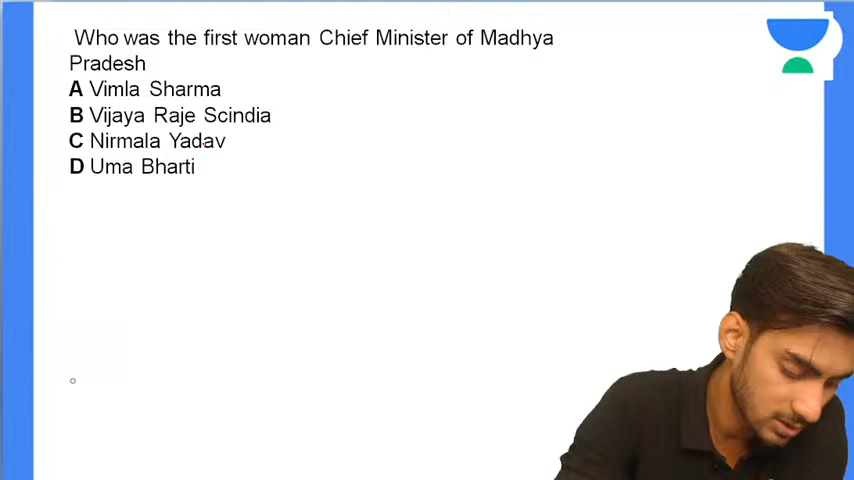 Who was the first woman Chief Minister of Madhya
Pradesh
A Vimla Sharma
B Vijaya Raje Scindia
C Nirmala Yadav
D Uma Bharti